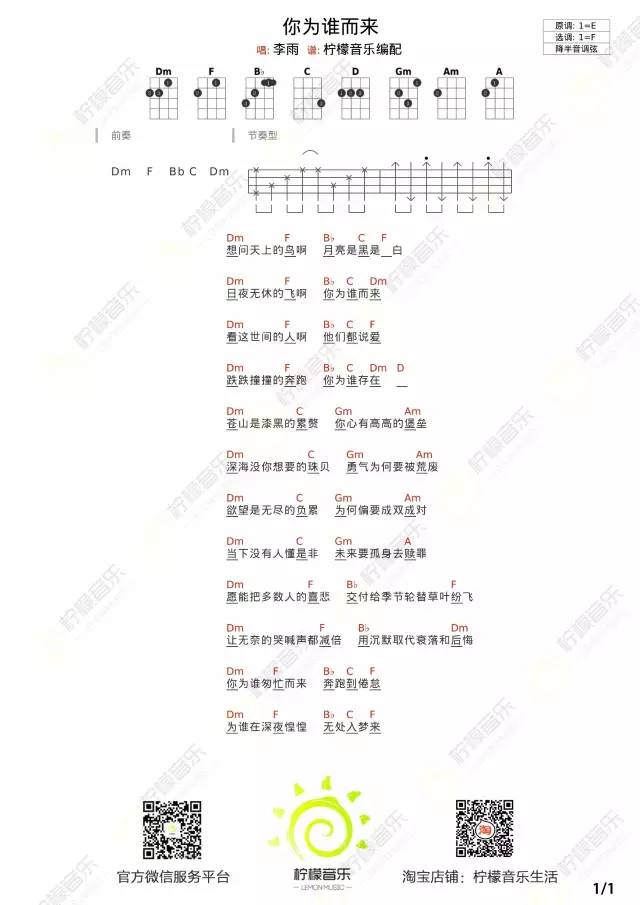 你为谁而来
唱: 李雨 谱: 柠檬音乐编配
原调: 1=E
选调: 1=F
降半音调弦
Dm F B♭ C D Gm Am A
前奏
节奏型
Dm F Bb C Dm
Dm F B♭ C F
想问天上的鸟啊 月亮是黑是 白
Dm F B♭ C Dm
日夜无休的飞啊 你为谁而来
Dm F B♭ C F
看这世间的人啊 他们都说爱
Dm F B♭ C Dm D
跌跌撞撞的奔跑 你为谁存在
Dm C Gm Am
苍山是漆黑的累赘 你心有高高的堡垒
Dm C Gm Am
深海没你想要的珠贝 勇气为何要被荒废
Dm C Gm Am
欲望是无尽的负累 为何偏要成双成对
Dm C Gm A
当下没有人懂是非 未来要孤身去赎罪
Dm F B♭ F
愿能把多数人的喜悲 交付给季节轮替草叶纷飞
Dm F B♭ Dm
让无奈的哭喊声都减倍 用沉默取代衰落和后悔
Dm F B♭ C F
你为谁匆忙而来 奔跑到倦怠
Dm F B♭ C F
为谁在深夜惶惶 无处入梦来
官方微信服务平台
柠檬音乐
LEMON MUSIC
淘
淘宝店铺: 柠檬音乐生活
1/1